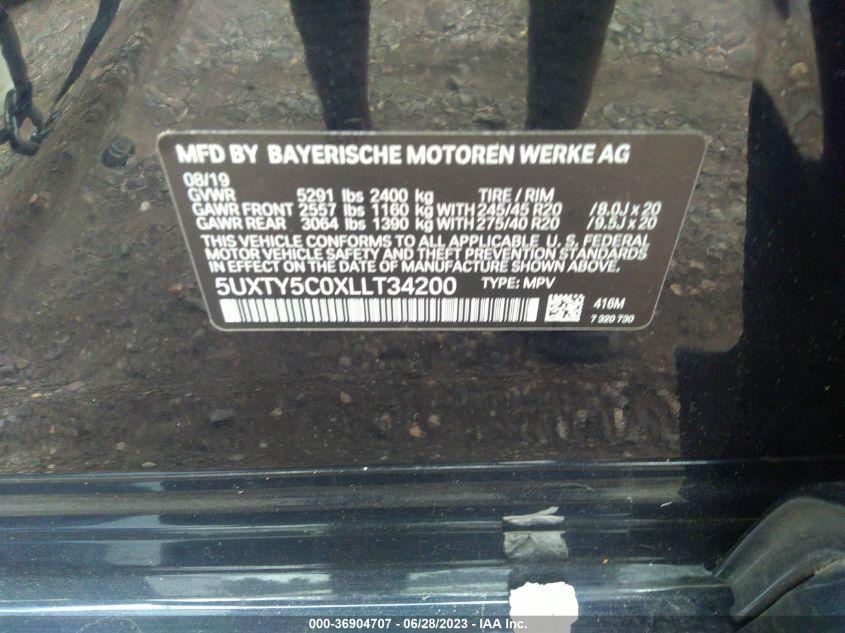 MFD BY BAYERISCHE MOTOREN WERKE AG
08/19
GVWR 5291 lbs 2400 kg TIRE / RIM
GAWR FRONT 2557 lbs 1160 kg WITH 245/45 R20 / 8.0J x 20
GAWR REAR 3064 lbs 1390 kg WITH 275/40 R20 / 9.5J x 20
THIS VEHICLE CONFORMS TO ALL APPLICABLE U. S. FEDERAL
MOTOR VEHICLE SAFETY AND THEFT PREVENTION STANDARDS
IN EFFECT ON THE DATE OF MANUFACTURE SHOWN ABOVE.
5UXTY5C0XLLT34200 TYPE: MPV
416M
7 320 730
000-36904707 / 06/28/2023 - IAA Inc.